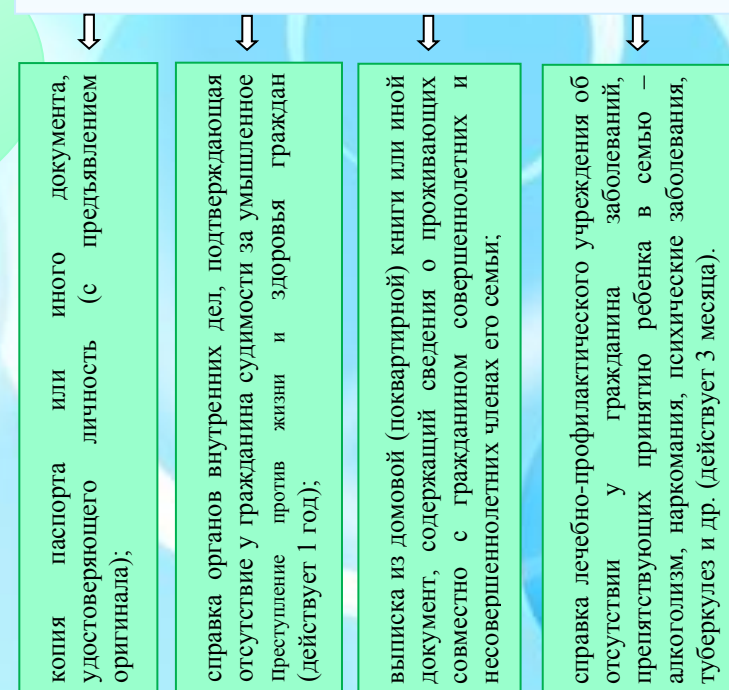 копия паспорта или иного документа,
удостоверяющего личность (с предъявлением
оригинала);
справка органов внутренних дел, подтверждающая
отсутствие у гражданина судимости за умышленное
Преступление против жизни и здоровья граждан
(действует 1 год);
выписка из домовой (поквартирной) книги или иной
документ, содержащий сведения о проживающих
совместно с гражданином совершеннолетних и
несовершеннолетних членах его семьи;
справка лечебно-профилактического учреждения об
отсутствии у гражданина заболеваний,
препятствующих принятию ребенка в семью –
алкоголизм, наркомания, психические заболевания,
туберкулез и др. (действует 3 месяца).